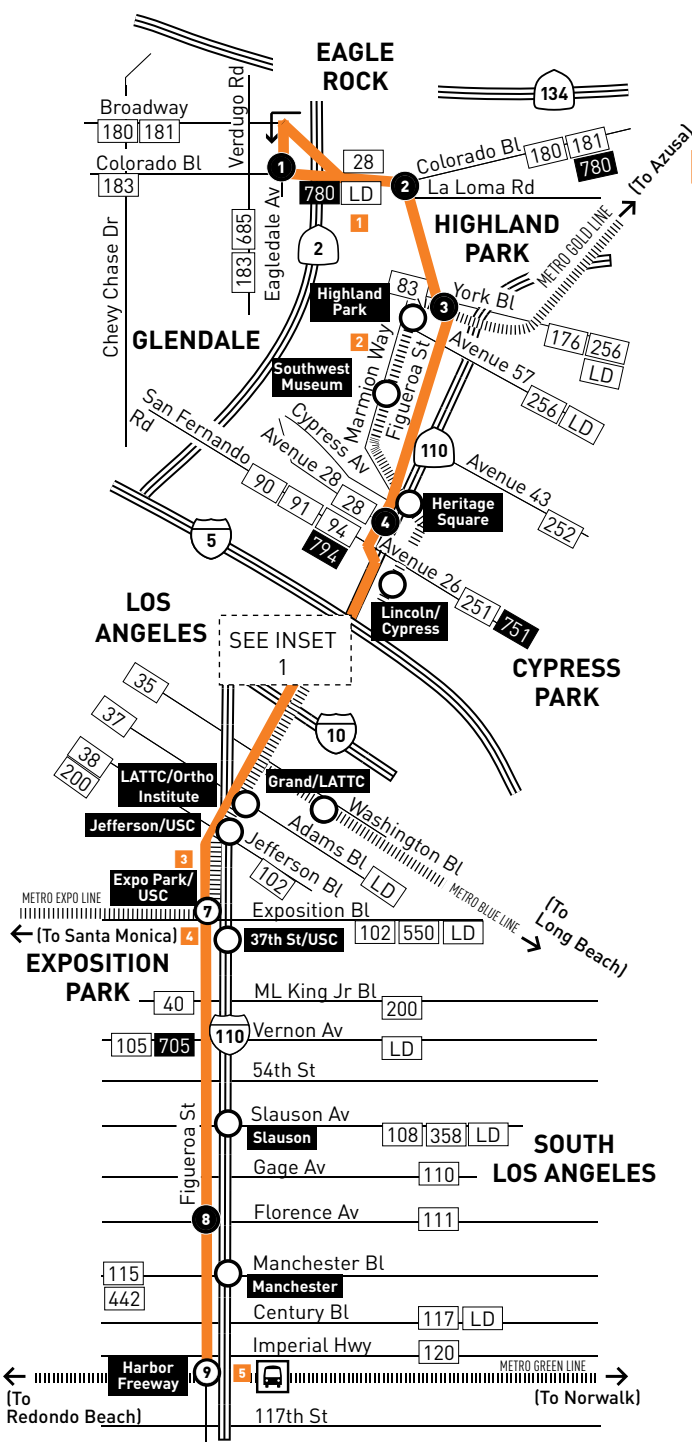 EAGLE
ROCK
134
Broadway
180 181
Verdugo Rd
Colorado Bl
183
1
28
2
Colorado Bl
180 181
780
(To Azusa)
780 LD
La Loma Rd
1
Eagledale Av
183 685
Chevy Chase Dr
2
HIGHLAND
PARK
METRO GOLD LINE
GLENDALE
83
3
York Bl
Highland
Park
176 256
LD
2
Marmion Way
Figueroa St
Avenue 57
256 LD
Southwest
Museum
San Fernando
Rd
Cypress Av
Avenue 28
28
90 91 94
794
110
Avenue 43
252
4
Heritage
Square
5
Avenue 26
251 751
Lincoln/
Cypress
LOS
ANGELES
SEE INSET
1
CYPRESS
PARK
35
37
38
200
10
LATTC/Ortho
Institute
Grand/LATTC
Washington Bl
Jefferson/USC
Adams Bl
LD
Jefferson Bl
102
METRO BLUE LINE
(To
Long Beach)
3
Expo Park/
USC
METRO EXPO LINE
7
Exposition Bl
102 550 LD
(To Santa Monica)
4
37th St/USC
EXPOSITION
PARK
40
ML King Jr Bl
200
110
Vernon Av
105 705
LD
54th St
Figueroa St
Slauson Av
Slauson
108 358 LD
SOUTH
LOS ANGELES
Gage Av
110
8
Florence Av
111
115
442
Manchester Bl
Manchester
Century Bl
117 LD
Imperial Hwy
120
METRO GREEN LINE
Harbor
Freeway
9
5
(To
Redondo Beach)
(To Norwalk)
117th St